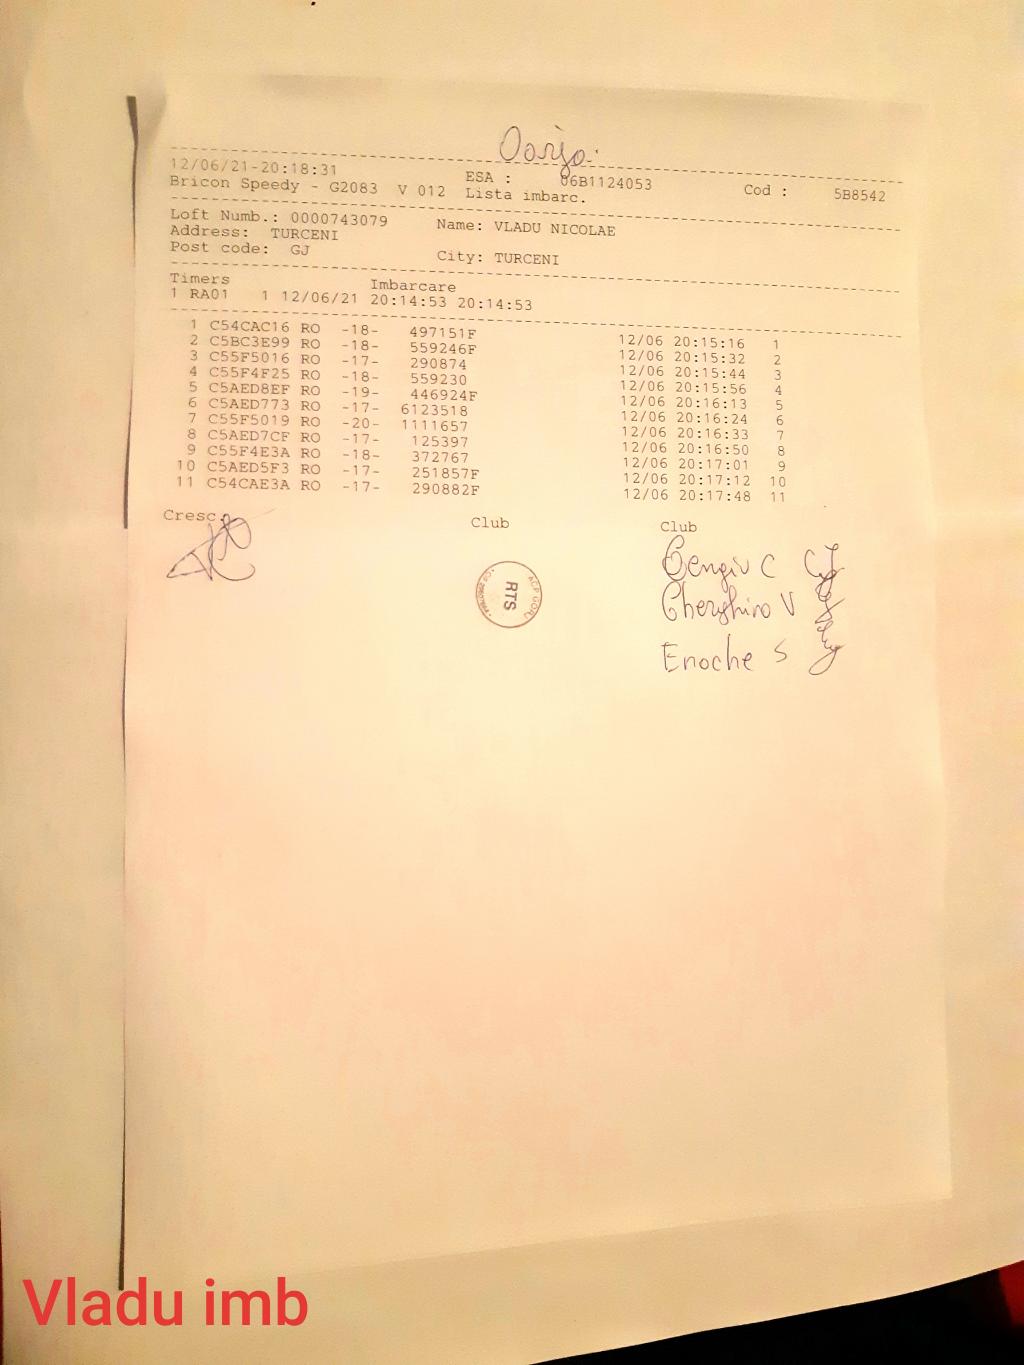 Oarja.
12/06/21-20:18:31 ESA : 06B1124053 Cod : 5B8542
Bricon Speedy - G2083 V 012 Lista imbarc.
Loft Numb.: 0000743079 Name: VLADU NICOLAE
Address: TURCENI
Post code: GJ City: TURCENI
Timers Imbarcare
1 RA01 1 12/06/21 20:14:53 20:14:53
1 C54CAC16 RO -18- 497151F 12/06 20:15:16 1
2 C5BC3E99 RO -18- 559246F 12/06 20:15:32 2
3 C55F5016 RO -17- 290874 12/06 20:15:44 3
4 C55F4F25 RO -18- 559230 12/06 20:15:56 4
5 C5AED8EF RO -19- 446924F 12/06 20:16:13 5
6 C5AED773 RO -17- 6123518 12/06 20:16:24 6
7 C55F5019 RO -20- 1111657 12/06 20:16:33 7
8 C5AED7CF RO -17- 125397 12/06 20:16:50 8
9 C55F4E3A RO -18- 372767 12/06 20:17:01 9
10 C5AED5F3 RO -17- 251857F 12/06 20:17:12 10
11 C54CAE3A RO -17- 290882F 12/06 20:17:48 11
Cresc. Club Club
ACP GORJ
RTS
Gengiu C
Cherghino V
Enoche S
Vladu imb